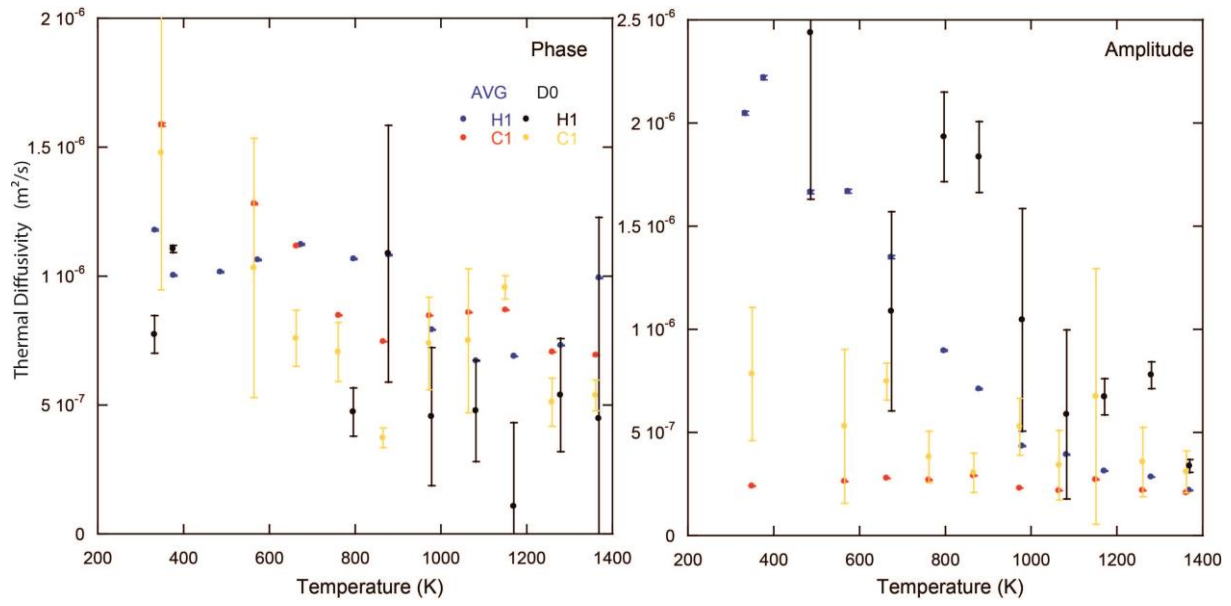 2 10⁻⁶
1.5 10⁻⁶
1 10⁻⁶
5 10⁻⁷
0
200 400 600 800 1000 1200 1400
Temperature (K)
Thermal Diffusivity (m²/s)
Phase
AVG D0
H1 H1
C1 C1
2.5 10⁻⁶
2 10⁻⁶
1.5 10⁻⁶
1 10⁻⁶
5 10⁻⁷
0
200 400 600 800 1000 1200 1400
Temperature (K)
Amplitude